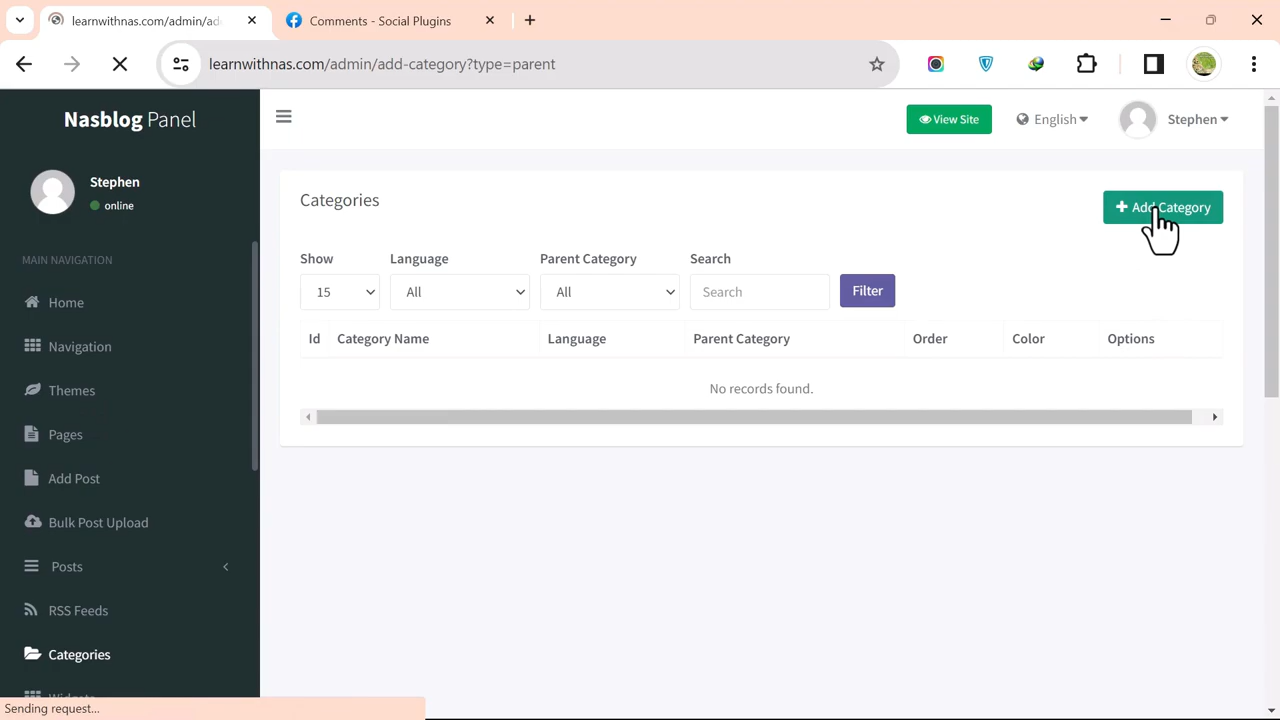 learnwithnas.com/admin/ad
Comments - Social Plugins
learnwithnas.com/admin/add-category?type=parent
Nasblog Panel
View Site
English
Stephen
Stephen
online
MAIN NAVIGATION
Home
Navigation
Themes
Pages
Add Post
Bulk Post Upload
Posts
RSS Feeds
Categories
Widgets
Categories
+ Add Category
Show Language Parent Category Search
15 All All Search Filter
Id Category Name Language Parent Category Order Color Options
No records found.
Sending request...